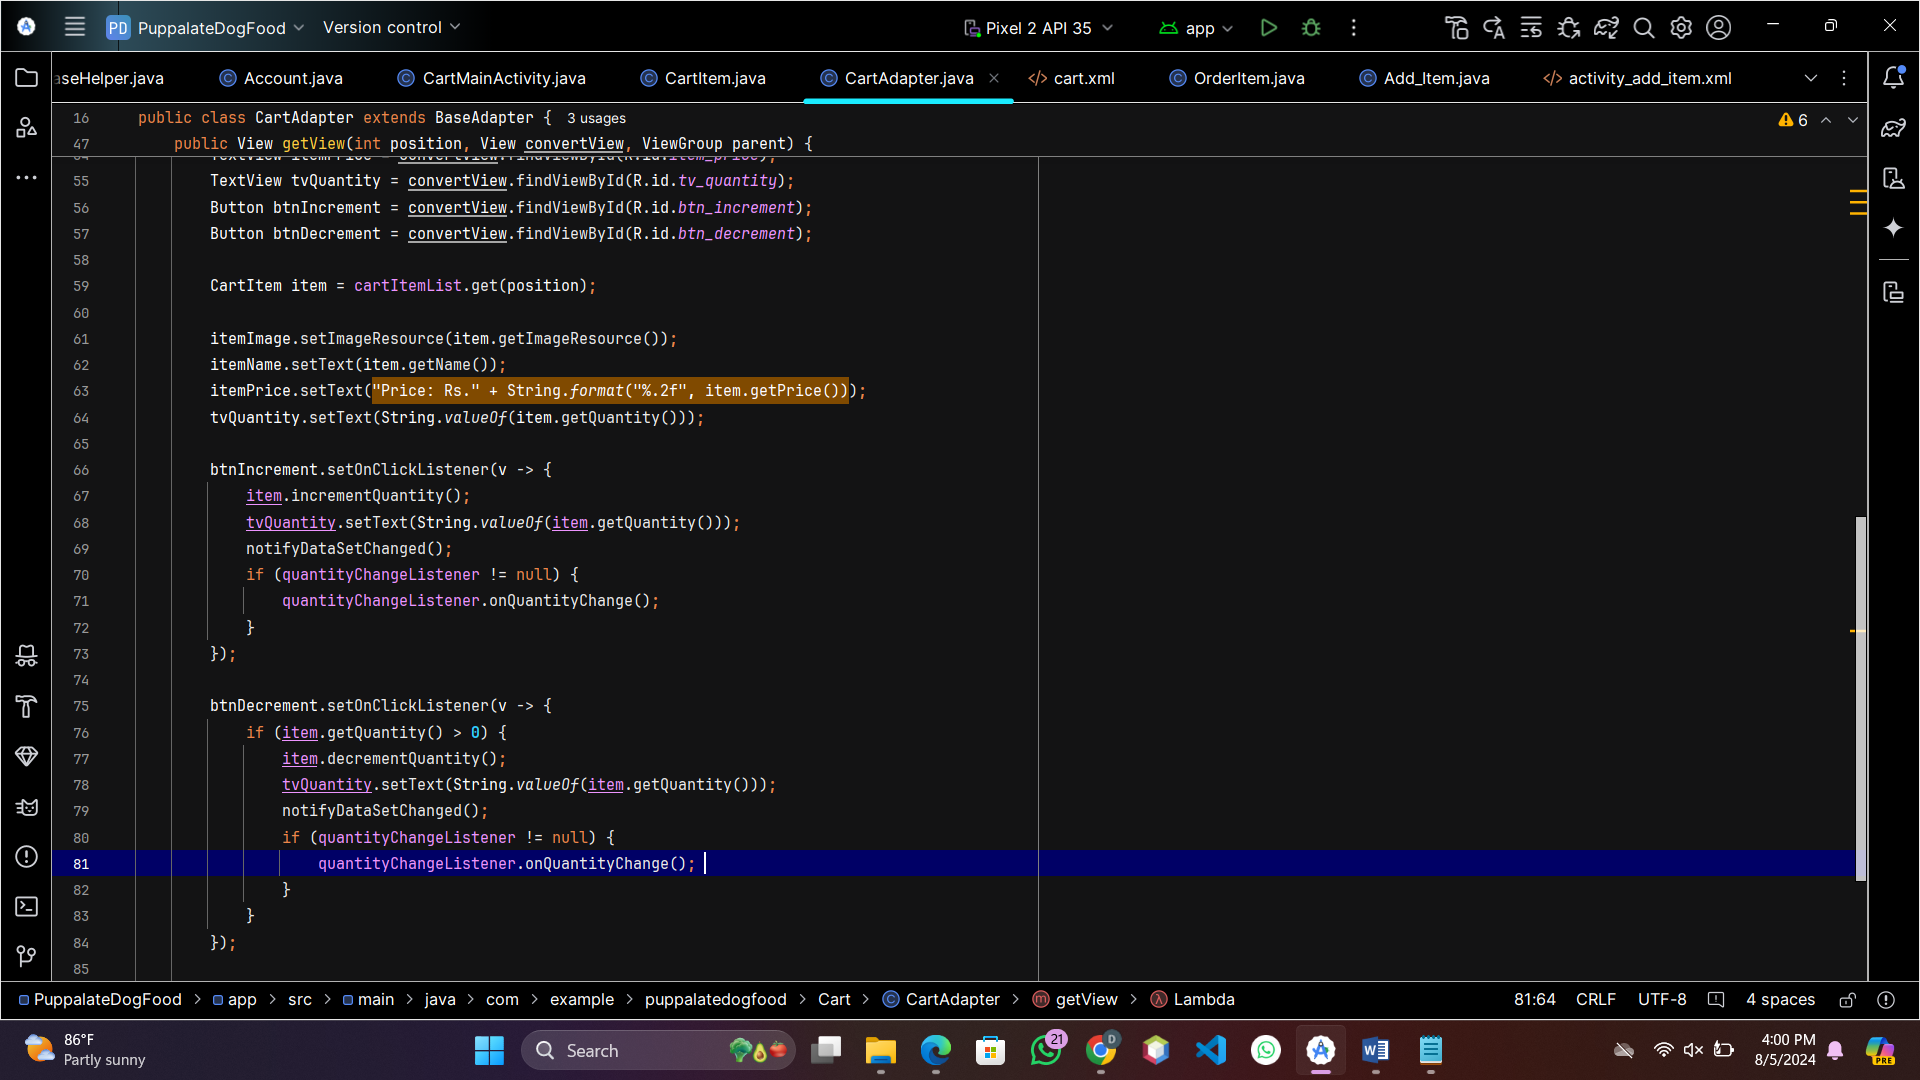 PD PuppalateDogFood Version control Pixel 2 API 35 app
aseHelper.java Account.java CartMainActivity.java CartItem.java CartAdapter.java cart.xml OrderItem.java Add_Item.java activity_add_item.xml
16 public class CartAdapter extends BaseAdapter { 3 usages 6
47 public View getView(int position, View convertView, ViewGroup parent) {
55 TextView tvQuantity = convertView.findViewById(R.id.tv_quantity);
56 Button btnIncrement = convertView.findViewById(R.id.btn_increment);
57 Button btnDecrement = convertView.findViewById(R.id.btn_decrement);
58
59 CartItem item = cartItemList.get(position);
60
61 itemImage.setImageResource(item.getImageResource());
62 itemName.setText(item.getName());
63 itemPrice.setText("Price: Rs." + String.format("%.2f", item.getPrice()));
64 tvQuantity.setText(String.valueOf(item.getQuantity()));
65
66 btnIncrement.setOnClickListener(v -> {
67 item.incrementQuantity();
68 tvQuantity.setText(String.valueOf(item.getQuantity()));
69 notifyDataSetChanged();
70 if (quantityChangeListener != null) {
71 quantityChangeListener.onQuantityChange();
72 }
73 });
74
75 btnDecrement.setOnClickListener(v -> {
76 if (item.getQuantity() > 0) {
77 item.decrementQuantity();
78 tvQuantity.setText(String.valueOf(item.getQuantity()));
79 notifyDataSetChanged();
80 if (quantityChangeListener != null) {
81 quantityChangeListener.onQuantityChange();
82 }
83 }
84 });
85
PuppalateDogFood > app > src > main > java > com > example > puppalatedogfood > Cart > CartAdapter > getView > Lambda 81:64 CRLF UTF-8 4 spaces
86°F
Partly sunny
Search
21
D
PRE
4:00 PM
8/5/2024